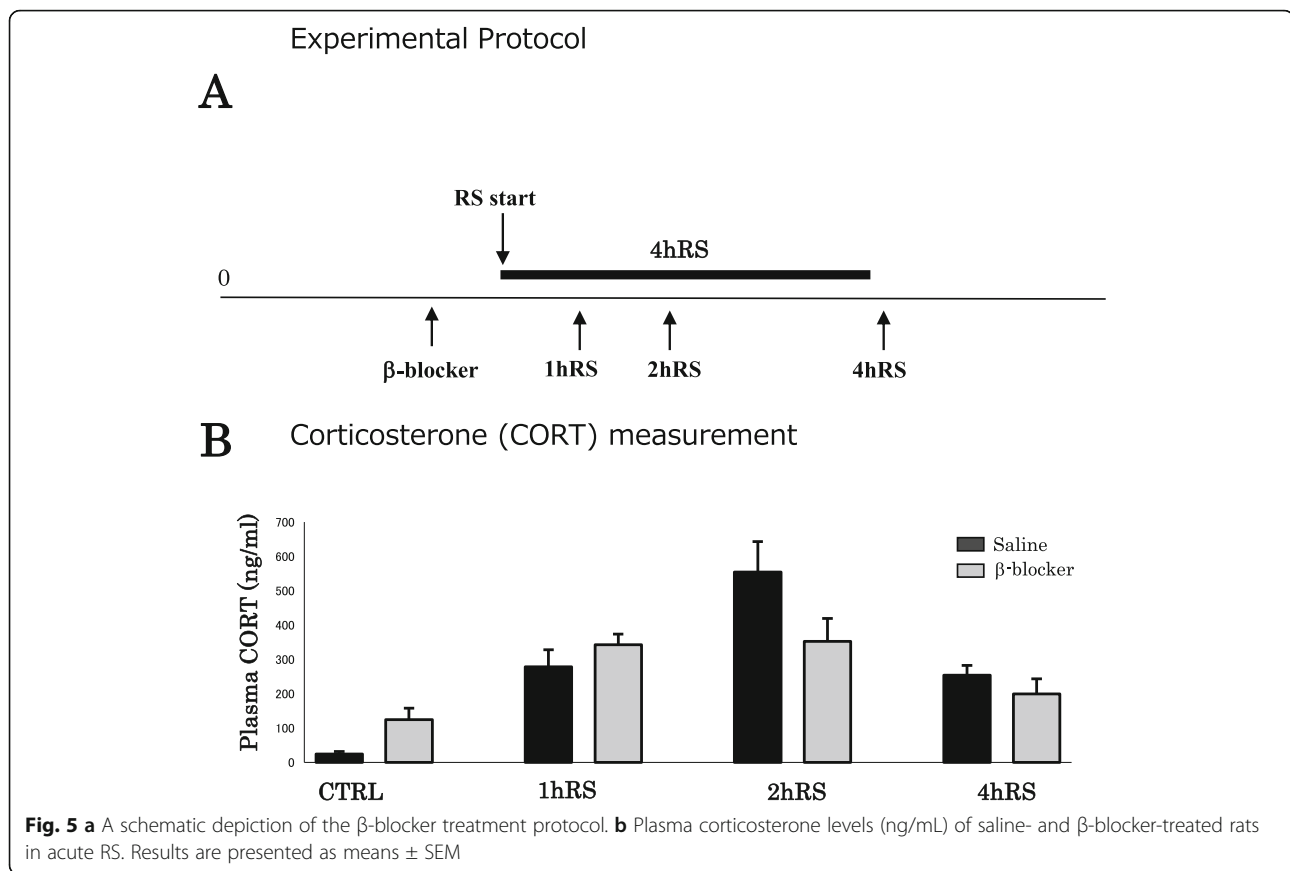 Experimental Protocol
A
RS start
4hRS
0
β-blocker
1hRS
2hRS
4hRS
B
Corticosterone (CORT) measurement
Plasma CORT (ng/ml)
700
600
500
400
300
200
100
0
Saline
β-blocker
CTRL
1hRS
2hRS
4hRS
Fig. 5 a A schematic depiction of the β-blocker treatment protocol. b Plasma corticosterone levels (ng/mL) of saline- and β-blocker-treated rats
in acute RS. Results are presented as means ± SEM